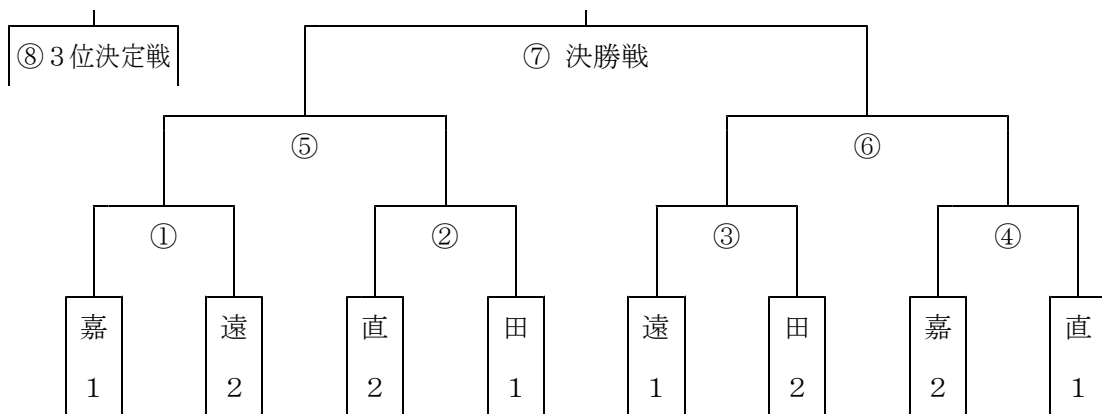 ⑧3位決定戦
⑦ 決勝戦
⑤ ⑥
① ② ③ ④
嘉 遠 直 田 遠 田 嘉 直
1 2 2 1 1 2 2 1